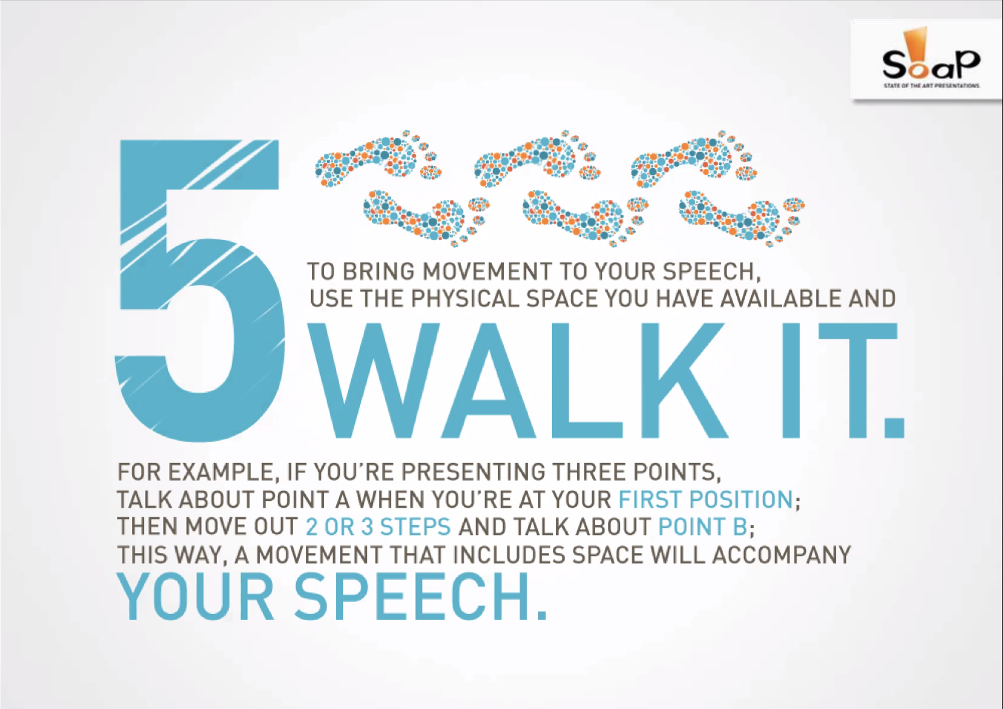 SOAP
STATE OF THE ART PRESENTATIONS
5
TO BRING MOVEMENT TO YOUR SPEECH,
USE THE PHYSICAL SPACE YOU HAVE AVAILABLE AND
WALK IT.
FOR EXAMPLE, IF YOU'RE PRESENTING THREE POINTS,
TALK ABOUT POINT A WHEN YOU'RE AT YOUR FIRST POSITION;
THEN MOVE OUT 2 OR 3 STEPS AND TALK ABOUT POINT B;
THIS WAY, A MOVEMENT THAT INCLUDES SPACE WILL ACCOMPANY
YOUR SPEECH.